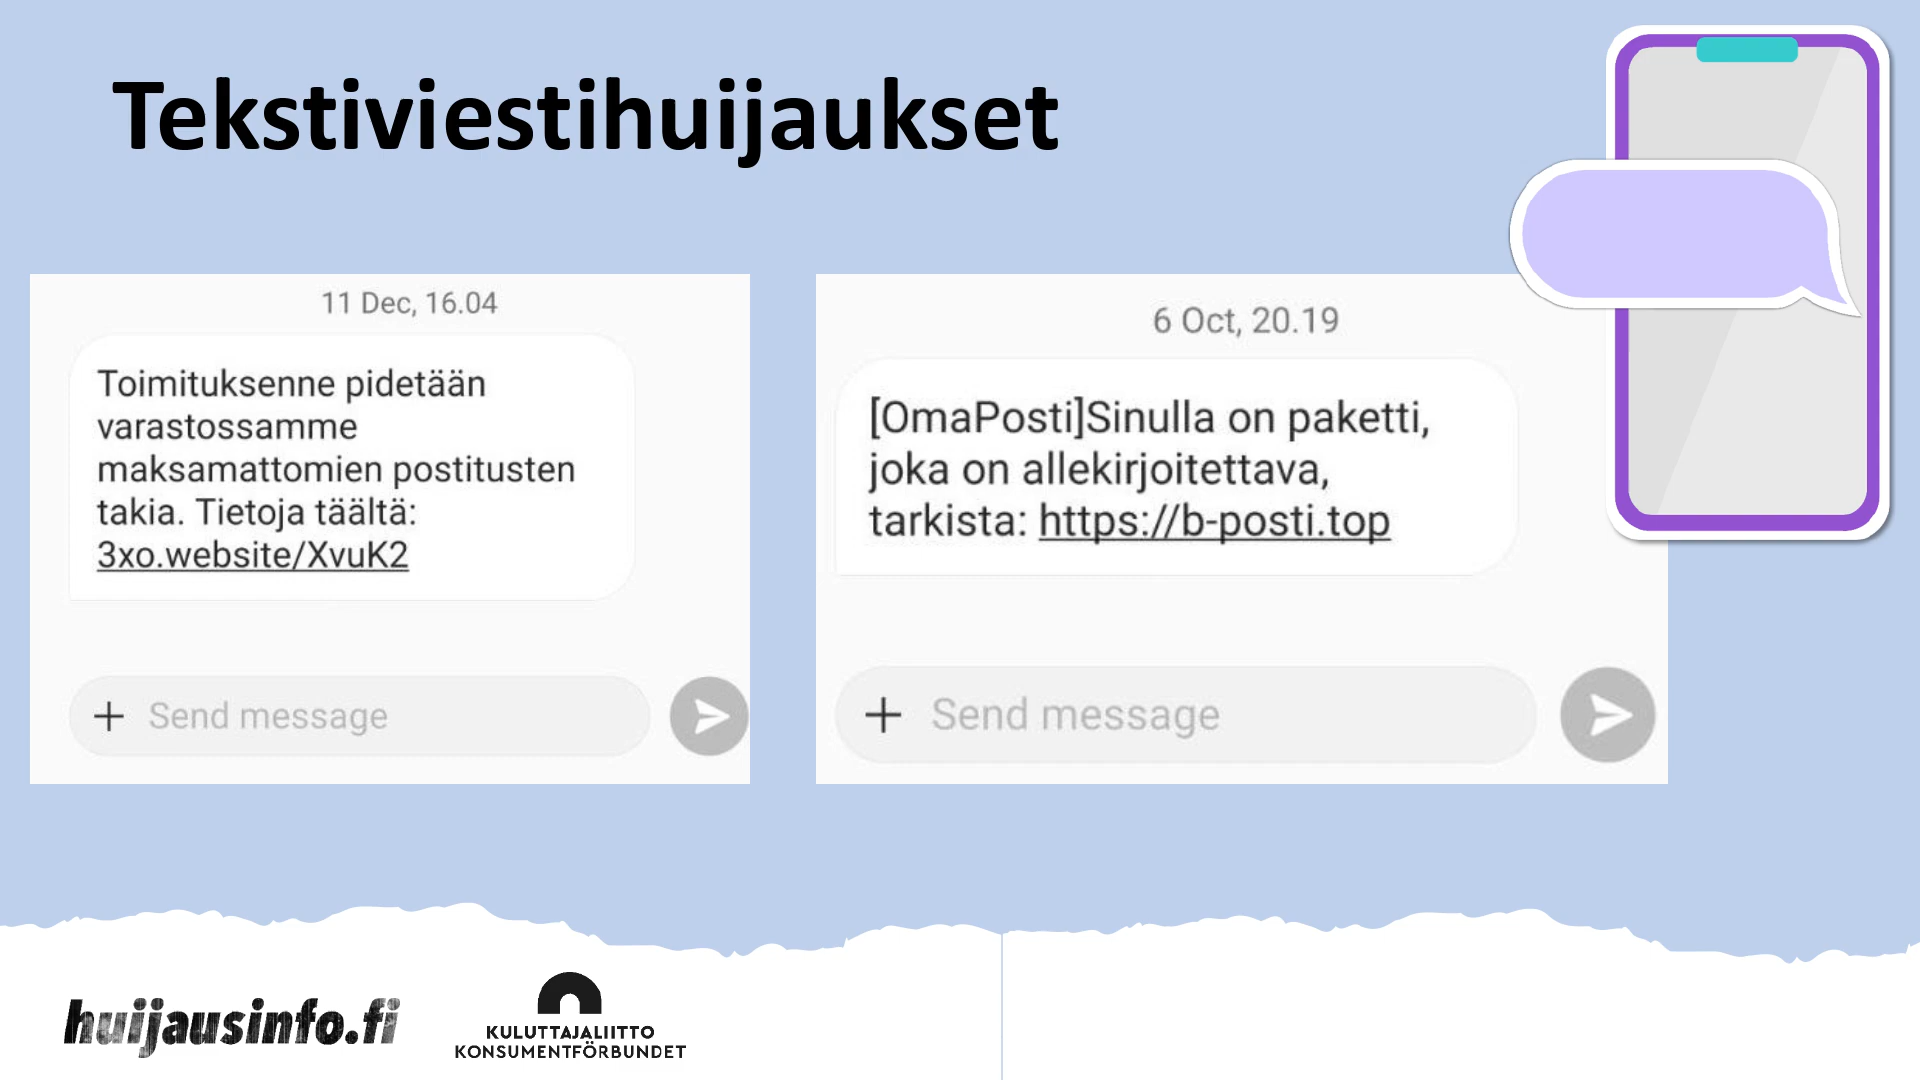 Tekstiviestihuijaukset
11 Dec, 16.04
Toimituksenne pidetään
varastossamme
maksamattomien postitusten
takia. Tietoja täältä:
3xo.website/XvuK2
+ Send message
6 Oct, 20.19
[OmaPosti]Sinulla on paketti,
joka on allekirjoitettava,
tarkista: https://b-posti.top
+ Send message
huijausinfo.fi
KULUTTAJALIITTO
KONSUMENTFÖRBUNDET